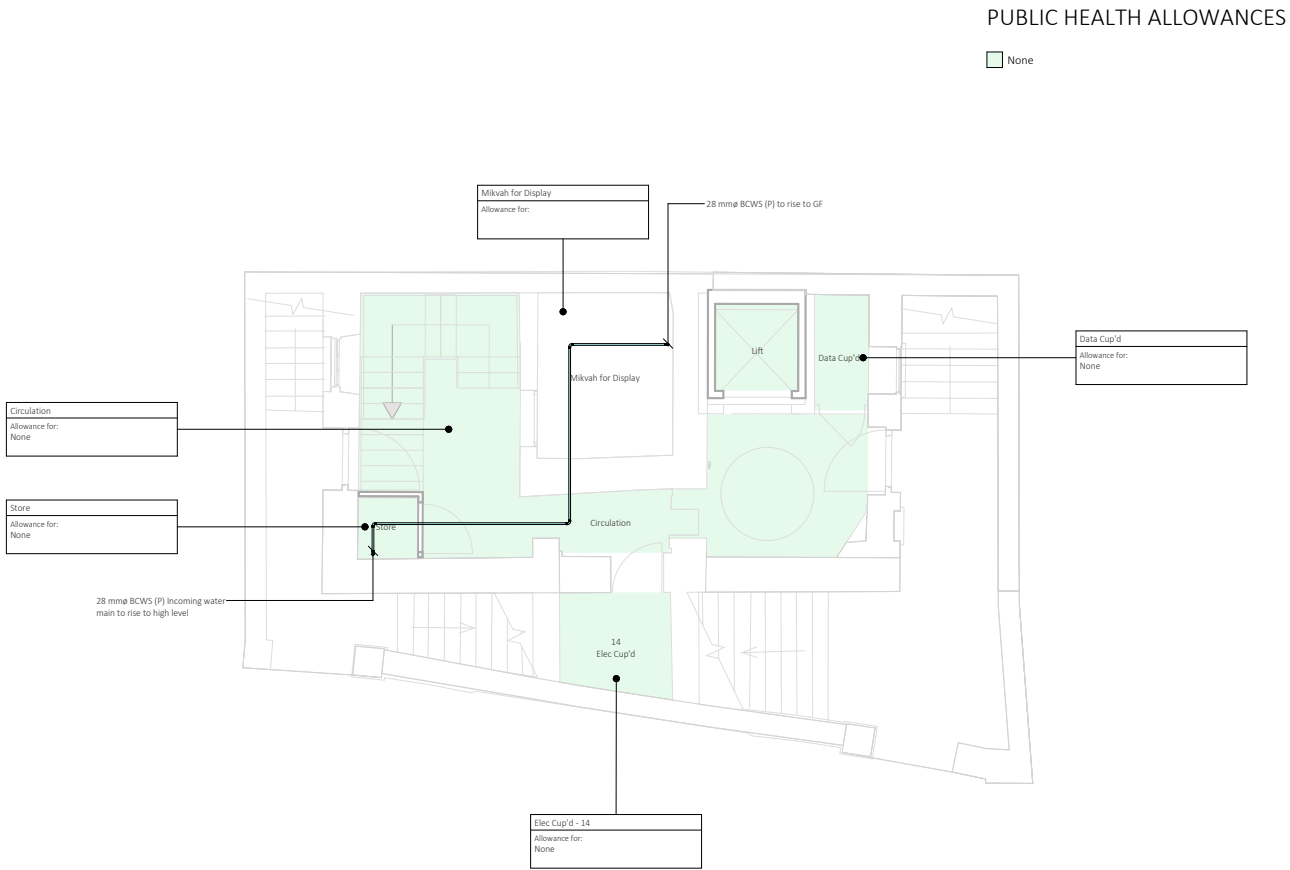 PUBLIC HEALTH ALLOWANCES
None
Mikvah for Display
Allowance for:
28 mmø BCWS (P) to rise to GF
Data Cup'd
Allowance for:
None
Lift
Data Cup'd
Mikvah for Display
Circulation
Allowance for:
None
Store
Allowance for:
None
Store
Circulation
28 mmø BCWS (P) Incoming water
main to rise to high level
14
Elec Cup'd
Elec Cup'd - 14
Allowance for:
None